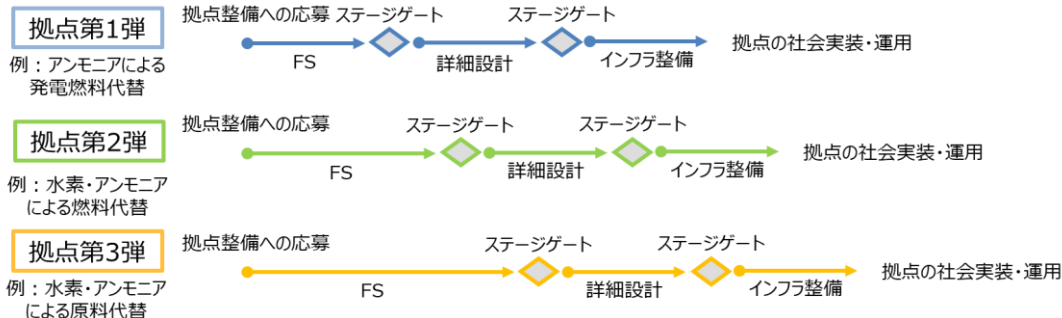 拠点第1弾
例：アンモニアによる
発電燃料代替
拠点整備への応募
ステージゲート
ステージゲート
FS
詳細設計
インフラ整備
拠点の社会実装・運用
拠点第2弾
例：水素・アンモニア
による燃料代替
拠点整備への応募
ステージゲート
ステージゲート
FS
詳細設計
インフラ整備
拠点の社会実装・運用
拠点第3弾
例：水素・アンモニア
による原料代替
拠点整備への応募
ステージゲート
ステージゲート
FS
詳細設計
インフラ整備
拠点の社会実装・運用